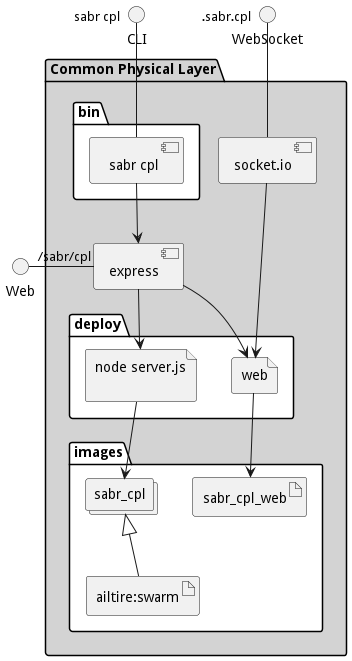 sabr cpl
.sabr.cpl
CLI
WebSocket
Common Physical Layer
bin
sabr cpl
socket.io
/sabr/cpl
express
Web
deploy
node server.js
web
images
sabr_cpl
sabr_cpl_web
ailtire:swarm